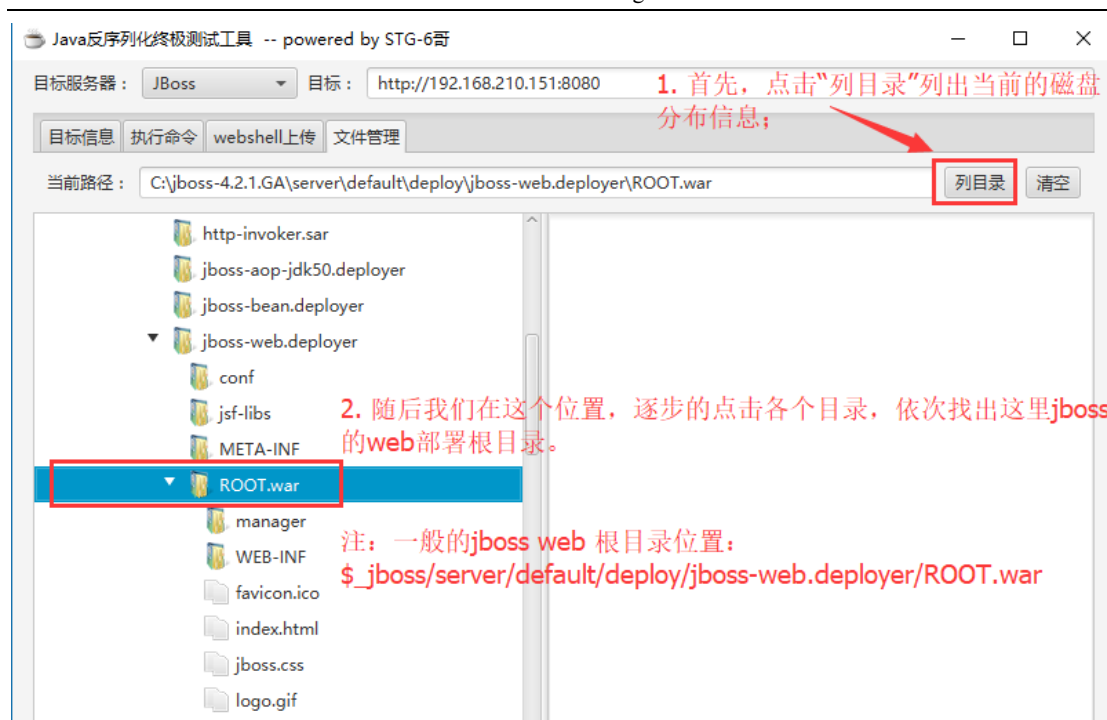 Java反序列化终极测试工具 -- powered by STG-6哥
目标服务器： JBoss 目标： http://192.168.210.151:8080
1. 首先，点击“列目录”列出当前的磁盘
分布信息；
目标信息 执行命令 webshell上传 文件管理
当前路径： C:\jboss-4.2.1.GA\server\default\deploy\jboss-web.deployer\ROOT.war 列目录 清空
http-invoker.sar
jboss-aop-jdk50.deployer
jboss-bean.deployer
jboss-web.deployer
conf
jsf-libs
META-INF
2. 随后我们在这个位置，逐步的点击各个目录，依次找出这里jboss
的web部署根目录。
ROOT.war
manager
WEB-INF
注：一般的jboss web 根目录位置：
$_jboss/server/default/deploy/jboss-web.deployer/ROOT.war
favicon.ico
index.html
jboss.css
logo.gif